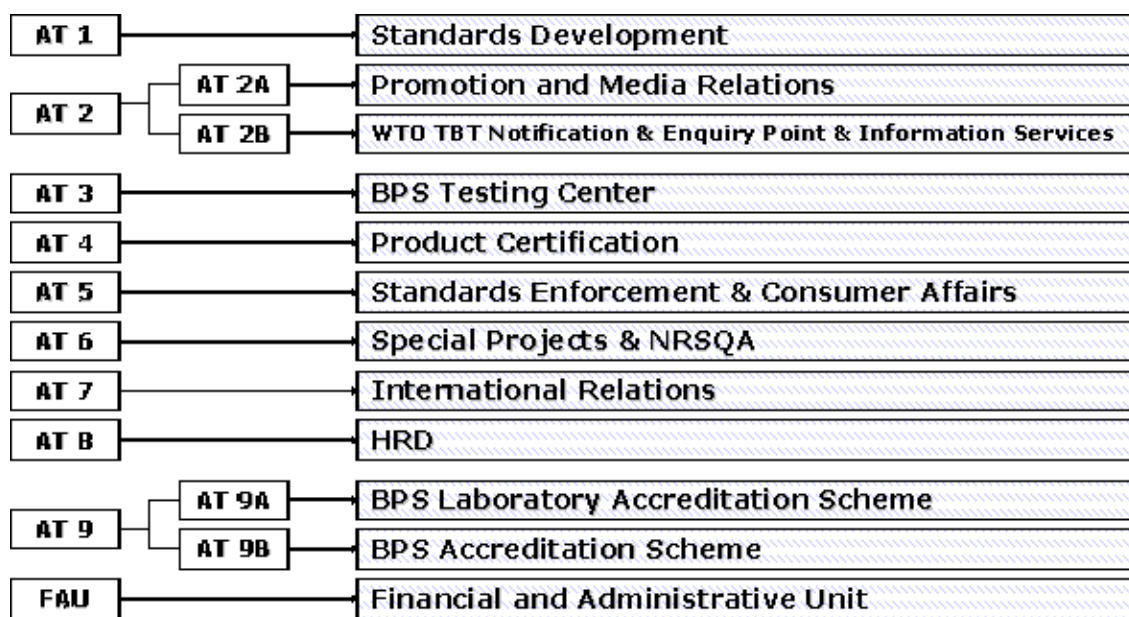 AT 1 Standards Development
AT 2
AT 2A Promotion and Media Relations
AT 2B WTO TBT Notification & Enquiry Point & Information Services
AT 3 BPS Testing Center
AT 4 Product Certification
AT 5 Standards Enforcement & Consumer Affairs
AT 6 Special Projects & NRSQA
AT 7 International Relations
AT 8 HRD
AT 9
AT 9A BPS Laboratory Accreditation Scheme
AT 9B BPS Accreditation Scheme
FAU Financial and Administrative Unit